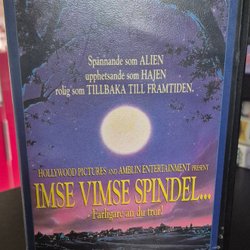 Spännande som ALIEN
upphetsande som HAJEN
rolig som TILLBAKA TILL FRAMTIDEN.
HOLLYWOOD PICTURES AND AMBLIN ENTERTAINMENT PRESENT
IMSE VIMSE SPINDEL...
- Farligare än du tror!